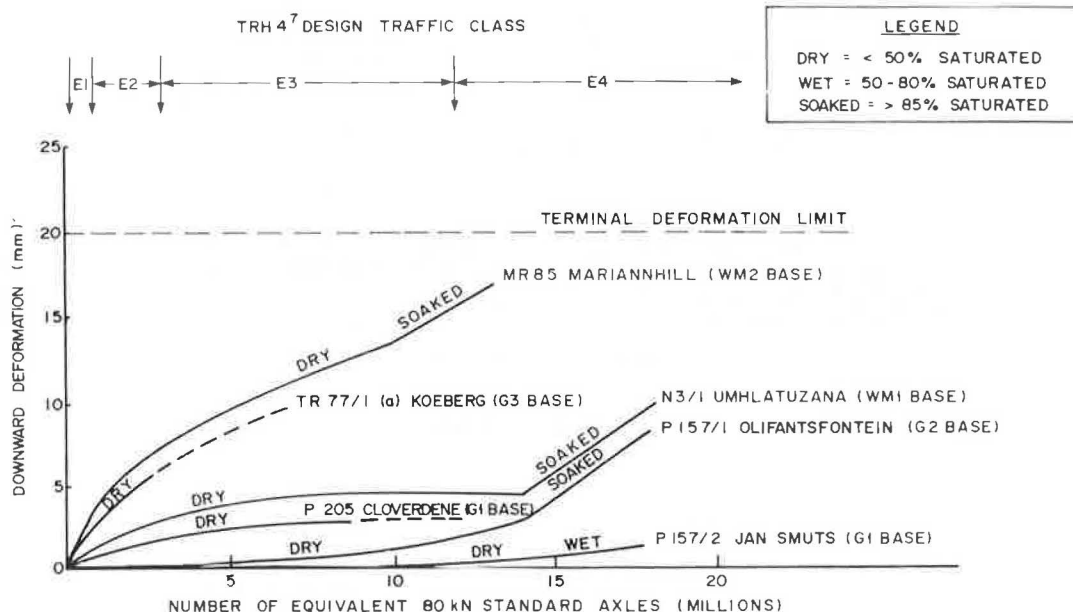 TRH 4⁷ DESIGN TRAFFIC CLASS
E1
E2
E3
E4
LEGEND
DRY = < 50% SATURATED
WET = 50-80% SATURATED
SOAKED = > 85% SATURATED
DOWNWARD DEFORMATION (mm)
25
20
15
10
5
0
TERMINAL DEFORMATION LIMIT
MR85 MARIANNHILL (WM2 BASE)
SOAKED
DRY
TR 77/1 (a) KOEBERG (G3 BASE)
DRY
N3/1 UMHLATUZANA (WM1 BASE)
P 157/1 OLIFANTSFONTEIN (G2 BASE)
SOAKED
SOAKED
DRY
P 205 CLOVERDENE (G1 BASE)
DRY
DRY
DRY
WET
P 157/2 JAN SMUTS (G1 BASE)
5
10
15
20
NUMBER OF EQUIVALENT 80 kN STANDARD AXLES (MILLIONS)